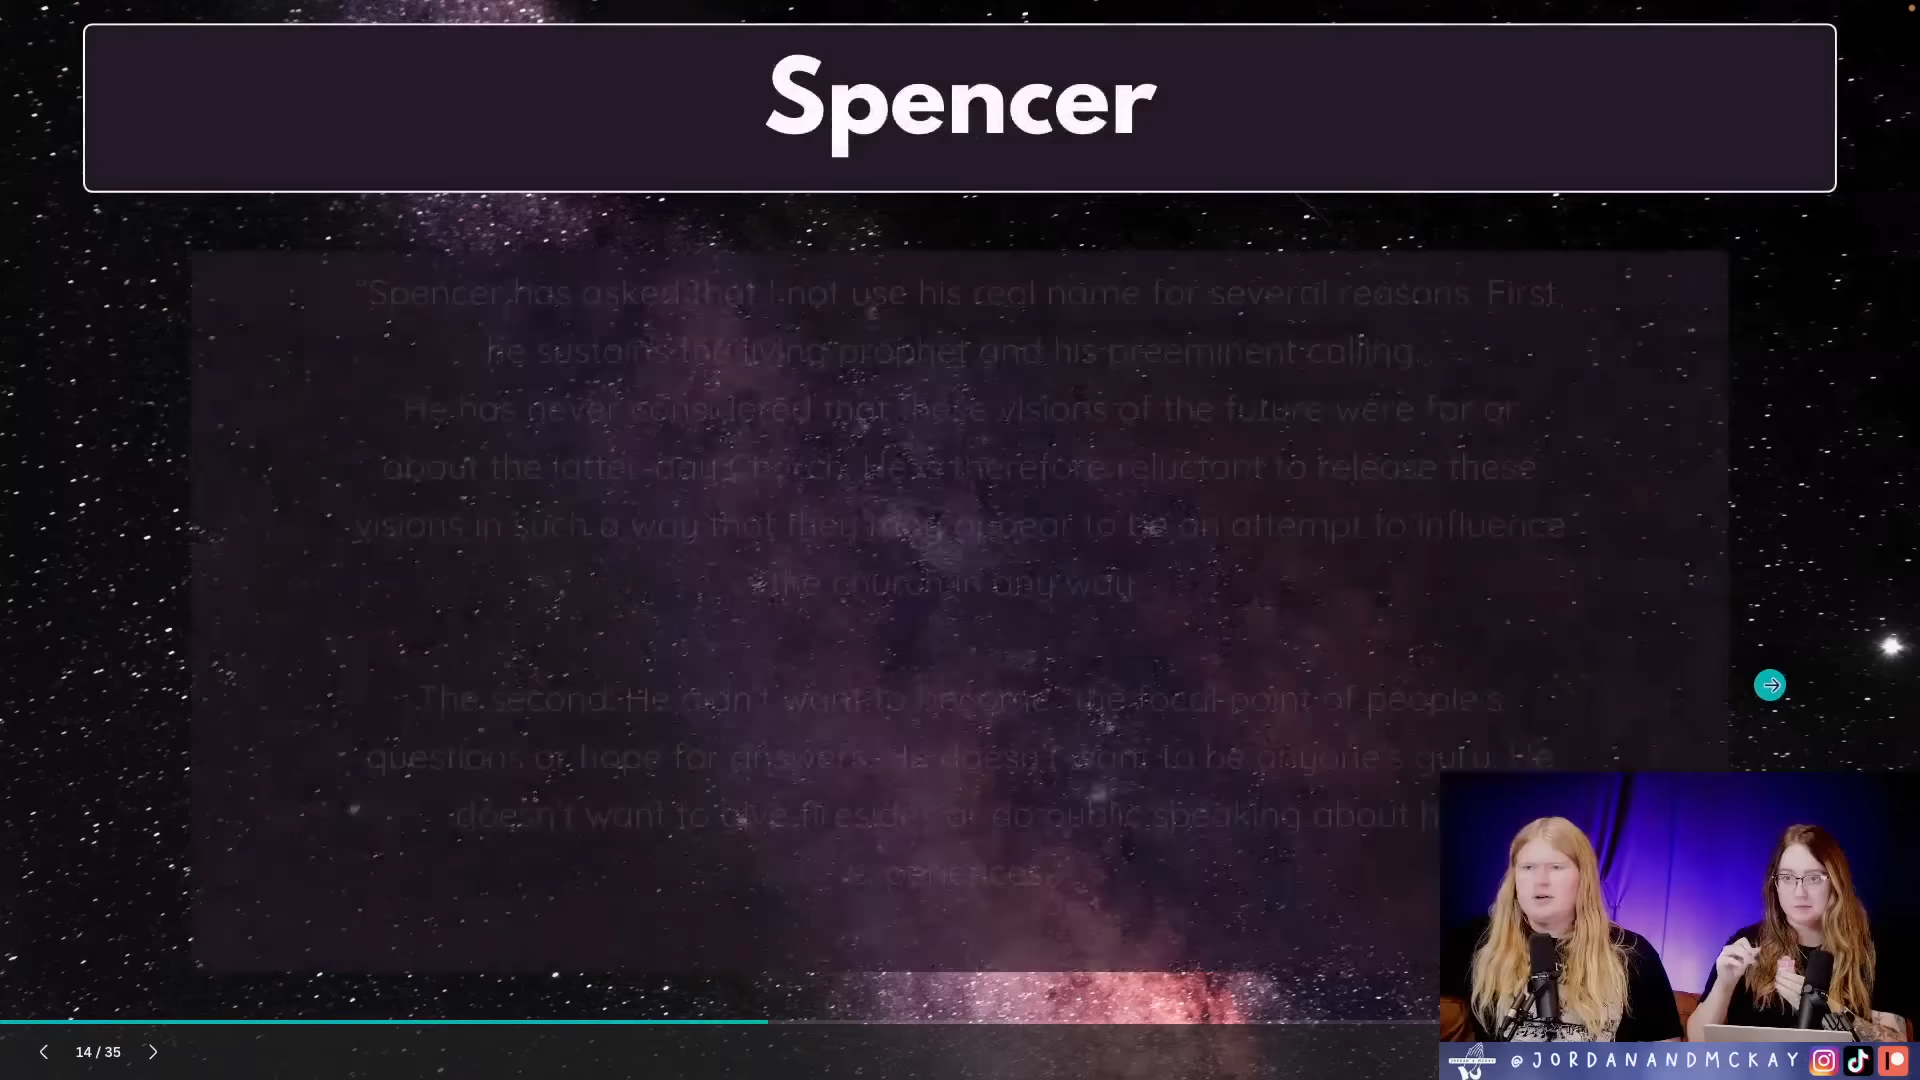 Spencer
"Spencer has asked that I not use his real name for several reasons. First,
he sustains the living prophet and his preeminent calling.
He has never considered that these visions of the future were for or
about the latter-day Church. He is therefore reluctant to release these
visions in such a way that they may appear to be an attempt to influence
the church in any way
The second. He didn't want to become the focal point of people's
questions or hope for answers. He doesn't want to be anyone's guru. He
doesn't want to give firesides or do public speaking about
14 / 35
@JORDANANDMCKAY